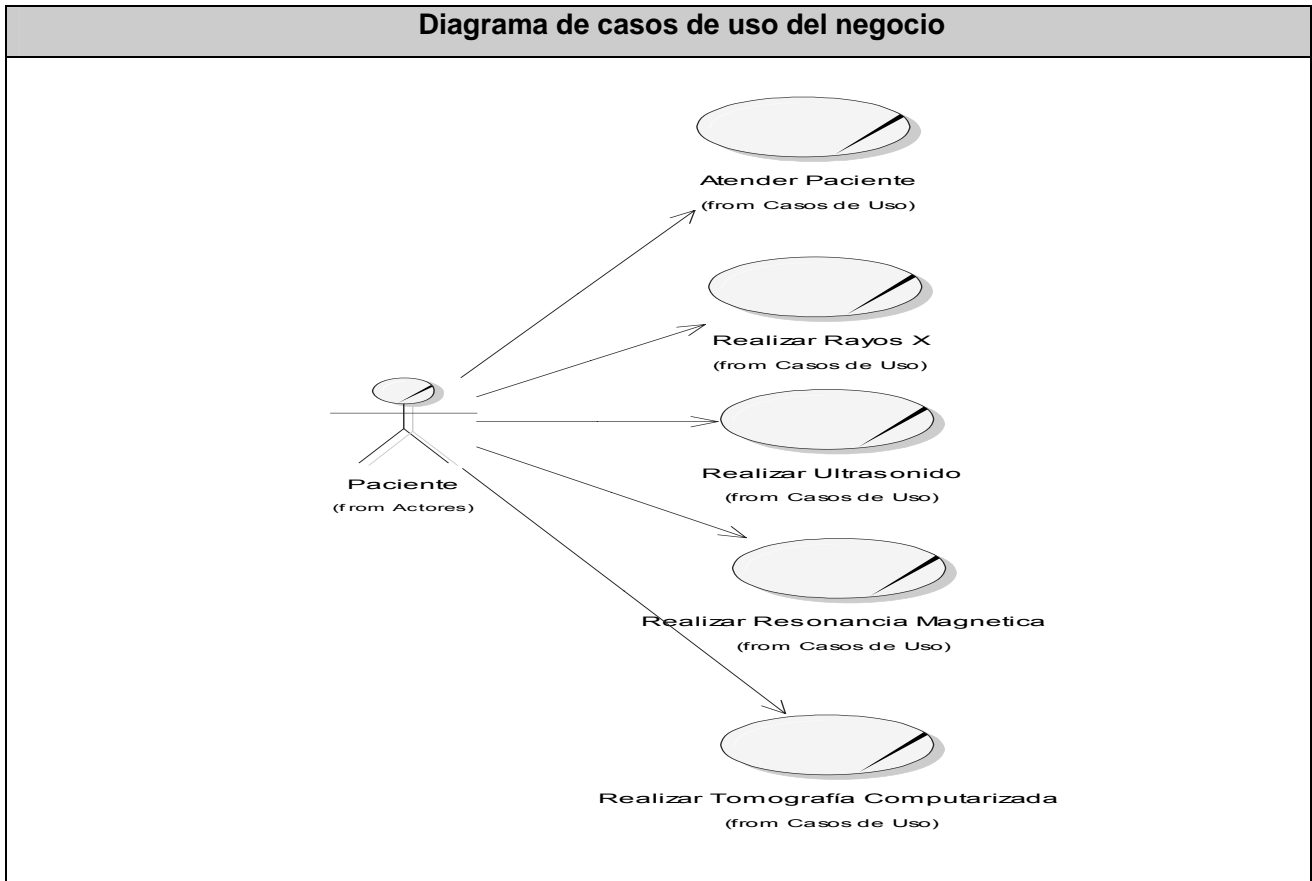 Diagrama de casos de uso del negocio
Atender Paciente
(from Casos de Uso)
Realizar Rayos X
(from Casos de Uso)
Realizar Ultrasonido
(from Casos de Uso)
Paciente
(from Actores)
Realizar Resonancia Magnetica
(from Casos de Uso)
Realizar Tomografía Computarizada
(from Casos de Uso)